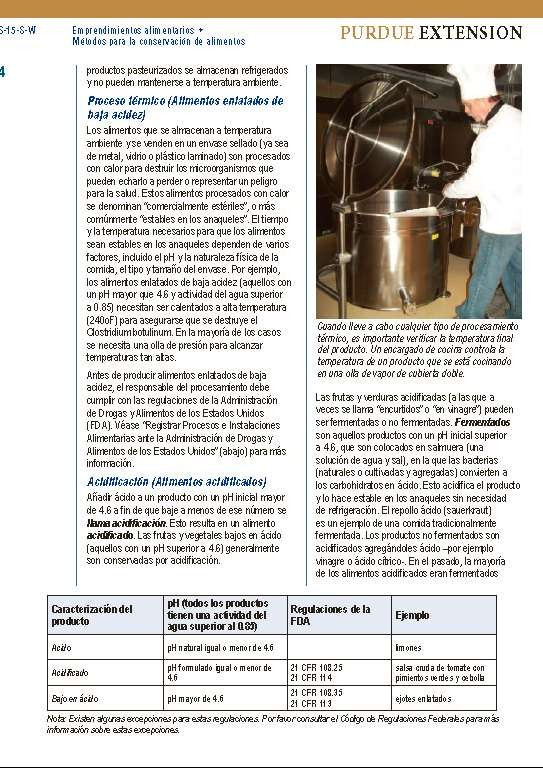 S-15-S-W
Emprendimientos alimentarios +
Métodos para la conservación de alimentos
PURDUE EXTENSION
4
productos pasteurizados se almacenan refrigerados
y no pueden mantenerse a temperatura ambiente.
Proceso térmico (Alimentos enlatados de
baja acidez)
Los alimentos que se almacenan a temperatura
ambiente y se venden en un envase sellado (ya sea
de metal, vidrio o plástico laminado) son procesados
con calor para destruir los microorganismos que
pueden echarlo a perder o representar un peligro
para la salud. Estos alimentos procesados con calor
se denominan "comercialmente estériles", o más
comúnmente "estables en los anaqueles". El tiempo
y la temperatura necesarios para que los alimentos
sean estables en los anaqueles dependen de varios
factores, incluido el pH y la naturaleza física de la
comida, el tipo y tamaño del envase. Por ejemplo,
los alimentos enlatados de baja acidez (aquellos con
un pH mayor que 4.6 y actividad del agua superior
a 0.85) necesitan ser calentados a alta temperatura
(240oF) para asegurarse que se destruye el
Clostridium botulinum. En la mayoría de los casos
se necesita una olla de presión para alcanzar
temperaturas tan altas.
Antes de producir alimentos enlatados de baja
acidez, el responsable del procesamiento debe
cumplir con las regulaciones de la Administración
de Drogas y Alimentos de los Estados Unidos
(FDA). Véase "Registrar Procesos e Instalaciones
Alimentarias ante la Administración de Drogas y
Alimentos de los Estados Unidos" (abajo) para más
información.
Acidificación (Alimentos acidificados)
Añadir ácido a un producto con un pH inicial mayor
de 4.6 a fin de que baje a menos de ese número se
llama acidificación. Esto resulta en un alimento
acidificado. Las frutas y vegetales bajos en ácido
(aquellos con un pH superior a 4.6) generalmente
son conservadas por acidificación.
Cuando lleve a cabo cualquier tipo de procesamiento
térmico, es importante verificar la temperatura final
del producto. Un encargado de cocina controla la
temperatura de un producto que se está cocinando
en una olla de vapor de cubierta doble.
Las frutas y verduras acidificadas (a las que a
veces se llama "encurtidos" o "en vinagre") pueden
ser fermentadas o no fermentadas. Fermentados
son aquellos productos con un pH inicial superior
a 4.6, que son colocados en salmuera (una
solución de agua y sal), en la que las bacterias
(naturales o cultivadas y agregadas) convierten a
los carbohidratos en ácido. Esto acidifica el producto
y lo hace estable en los anaqueles sin necesidad
de refrigeración. El repollo ácido (sauerkraut)
es un ejemplo de una comida tradicionalmente
fermentada. Los productos no fermentados son
acidificados agregándoles ácido –por ejemplo
vinagre o ácido cítrico-. En el pasado, la mayoría
de los alimentos acidificados eran fermentados
Caracterización del
producto
pH (todos los productos
tienen una actividad del
agua superior al 0.85)
Regulaciones de la
FDA
Ejemplo
Acido
pH natural igual o menor de 4.6
limones
Acidificado
pH formulado igual o menor de
4.6
21 CFR 108.25
21 CFR 114
salsa cruda de tomate con
pimientos verdes y cebolla
Bajo en ácido
pH mayor de 4.6
21 CFR 108.35
21 CFR 113
ejotes enlatados
Nota: Existen algunas excepciones para estas regulaciones. Por favor consultar el Código de Regulaciones Federales para más
información sobre estas excepciones.